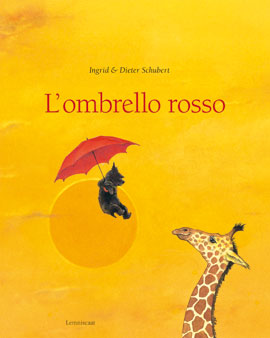 Ingrid & Dieter Schubert
L'ombrello rosso
Lemniscaat